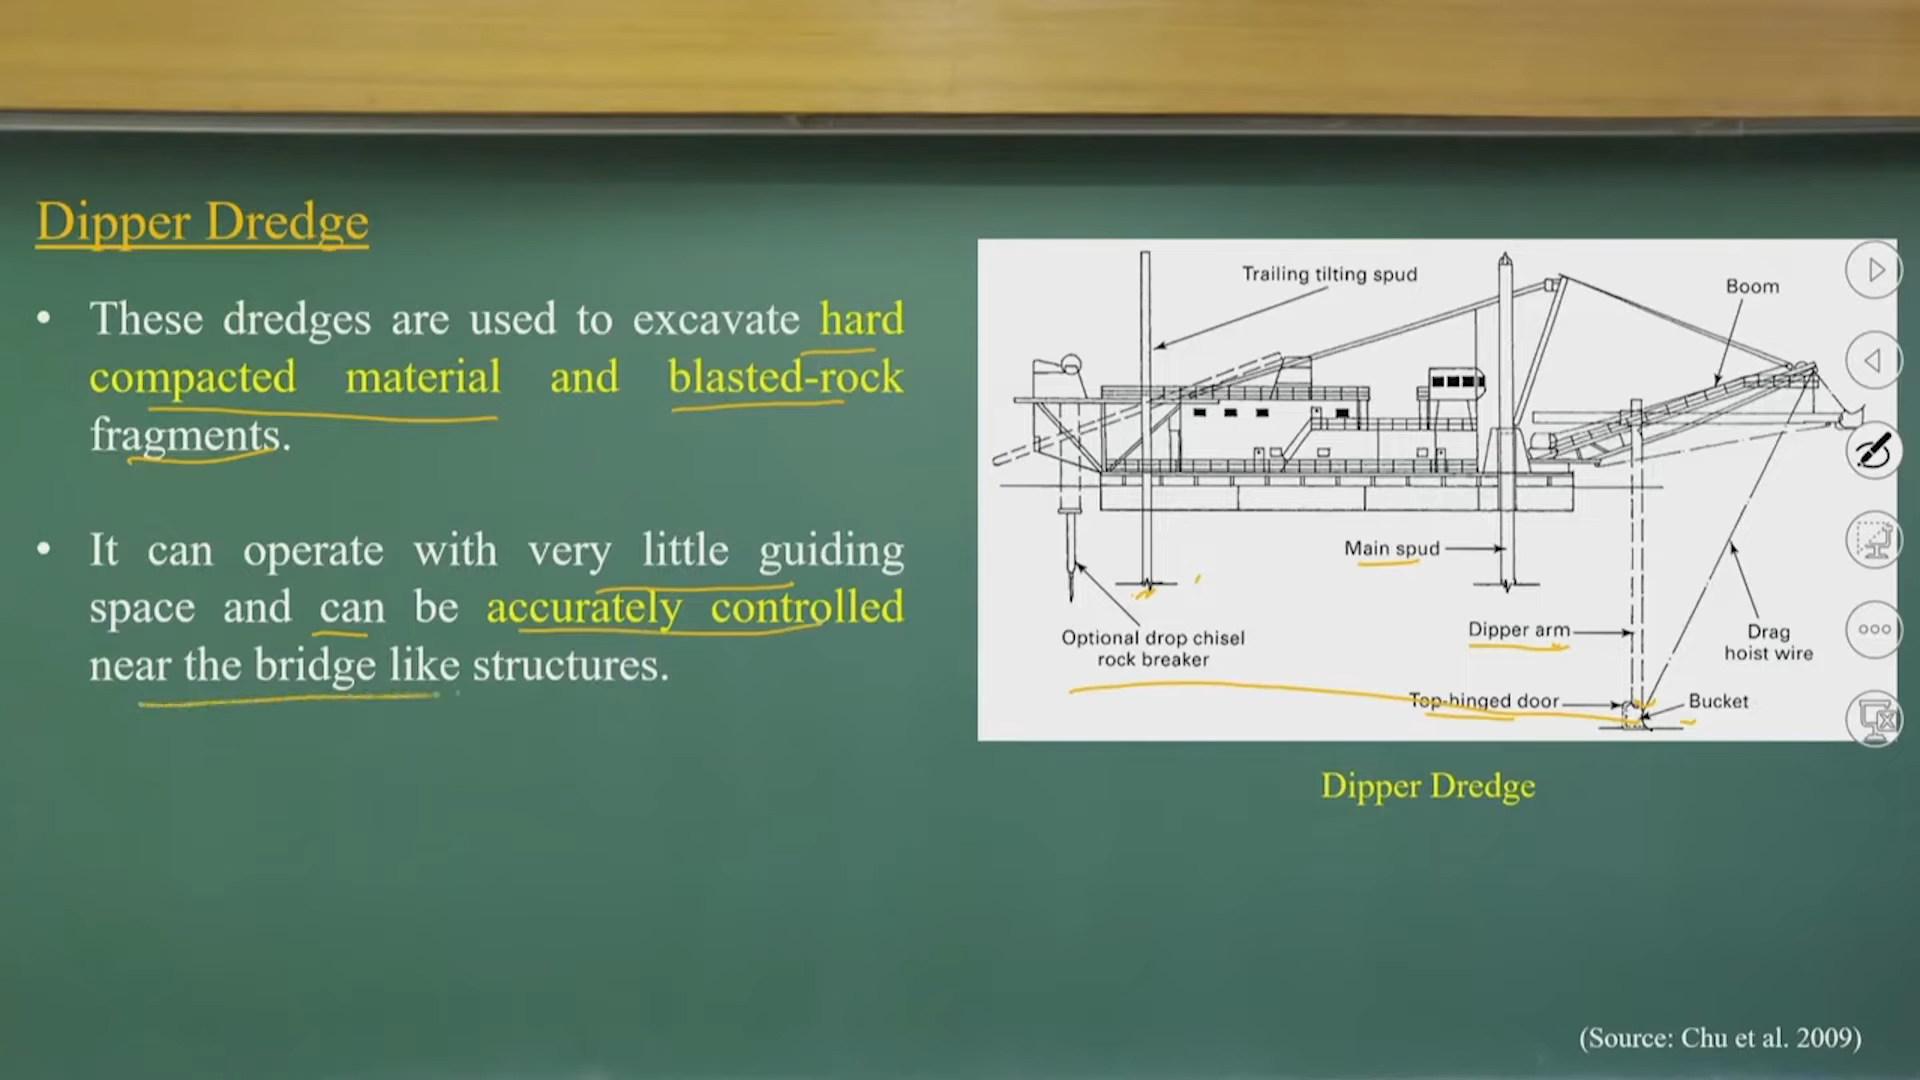 Dipper Dredge
• These dredges are used to excavate hard
compacted material and blasted-rock
fragments.
• It can operate with very little guiding
space and can be accurately controlled
near the bridge like structures.
Trailing tilting spud
Boom
Main spud
Optional drop chisel
rock breaker
Dipper arm
Drag
hoist wire
Top-hinged door
Bucket
Dipper Dredge
(Source: Chu et al. 2009)